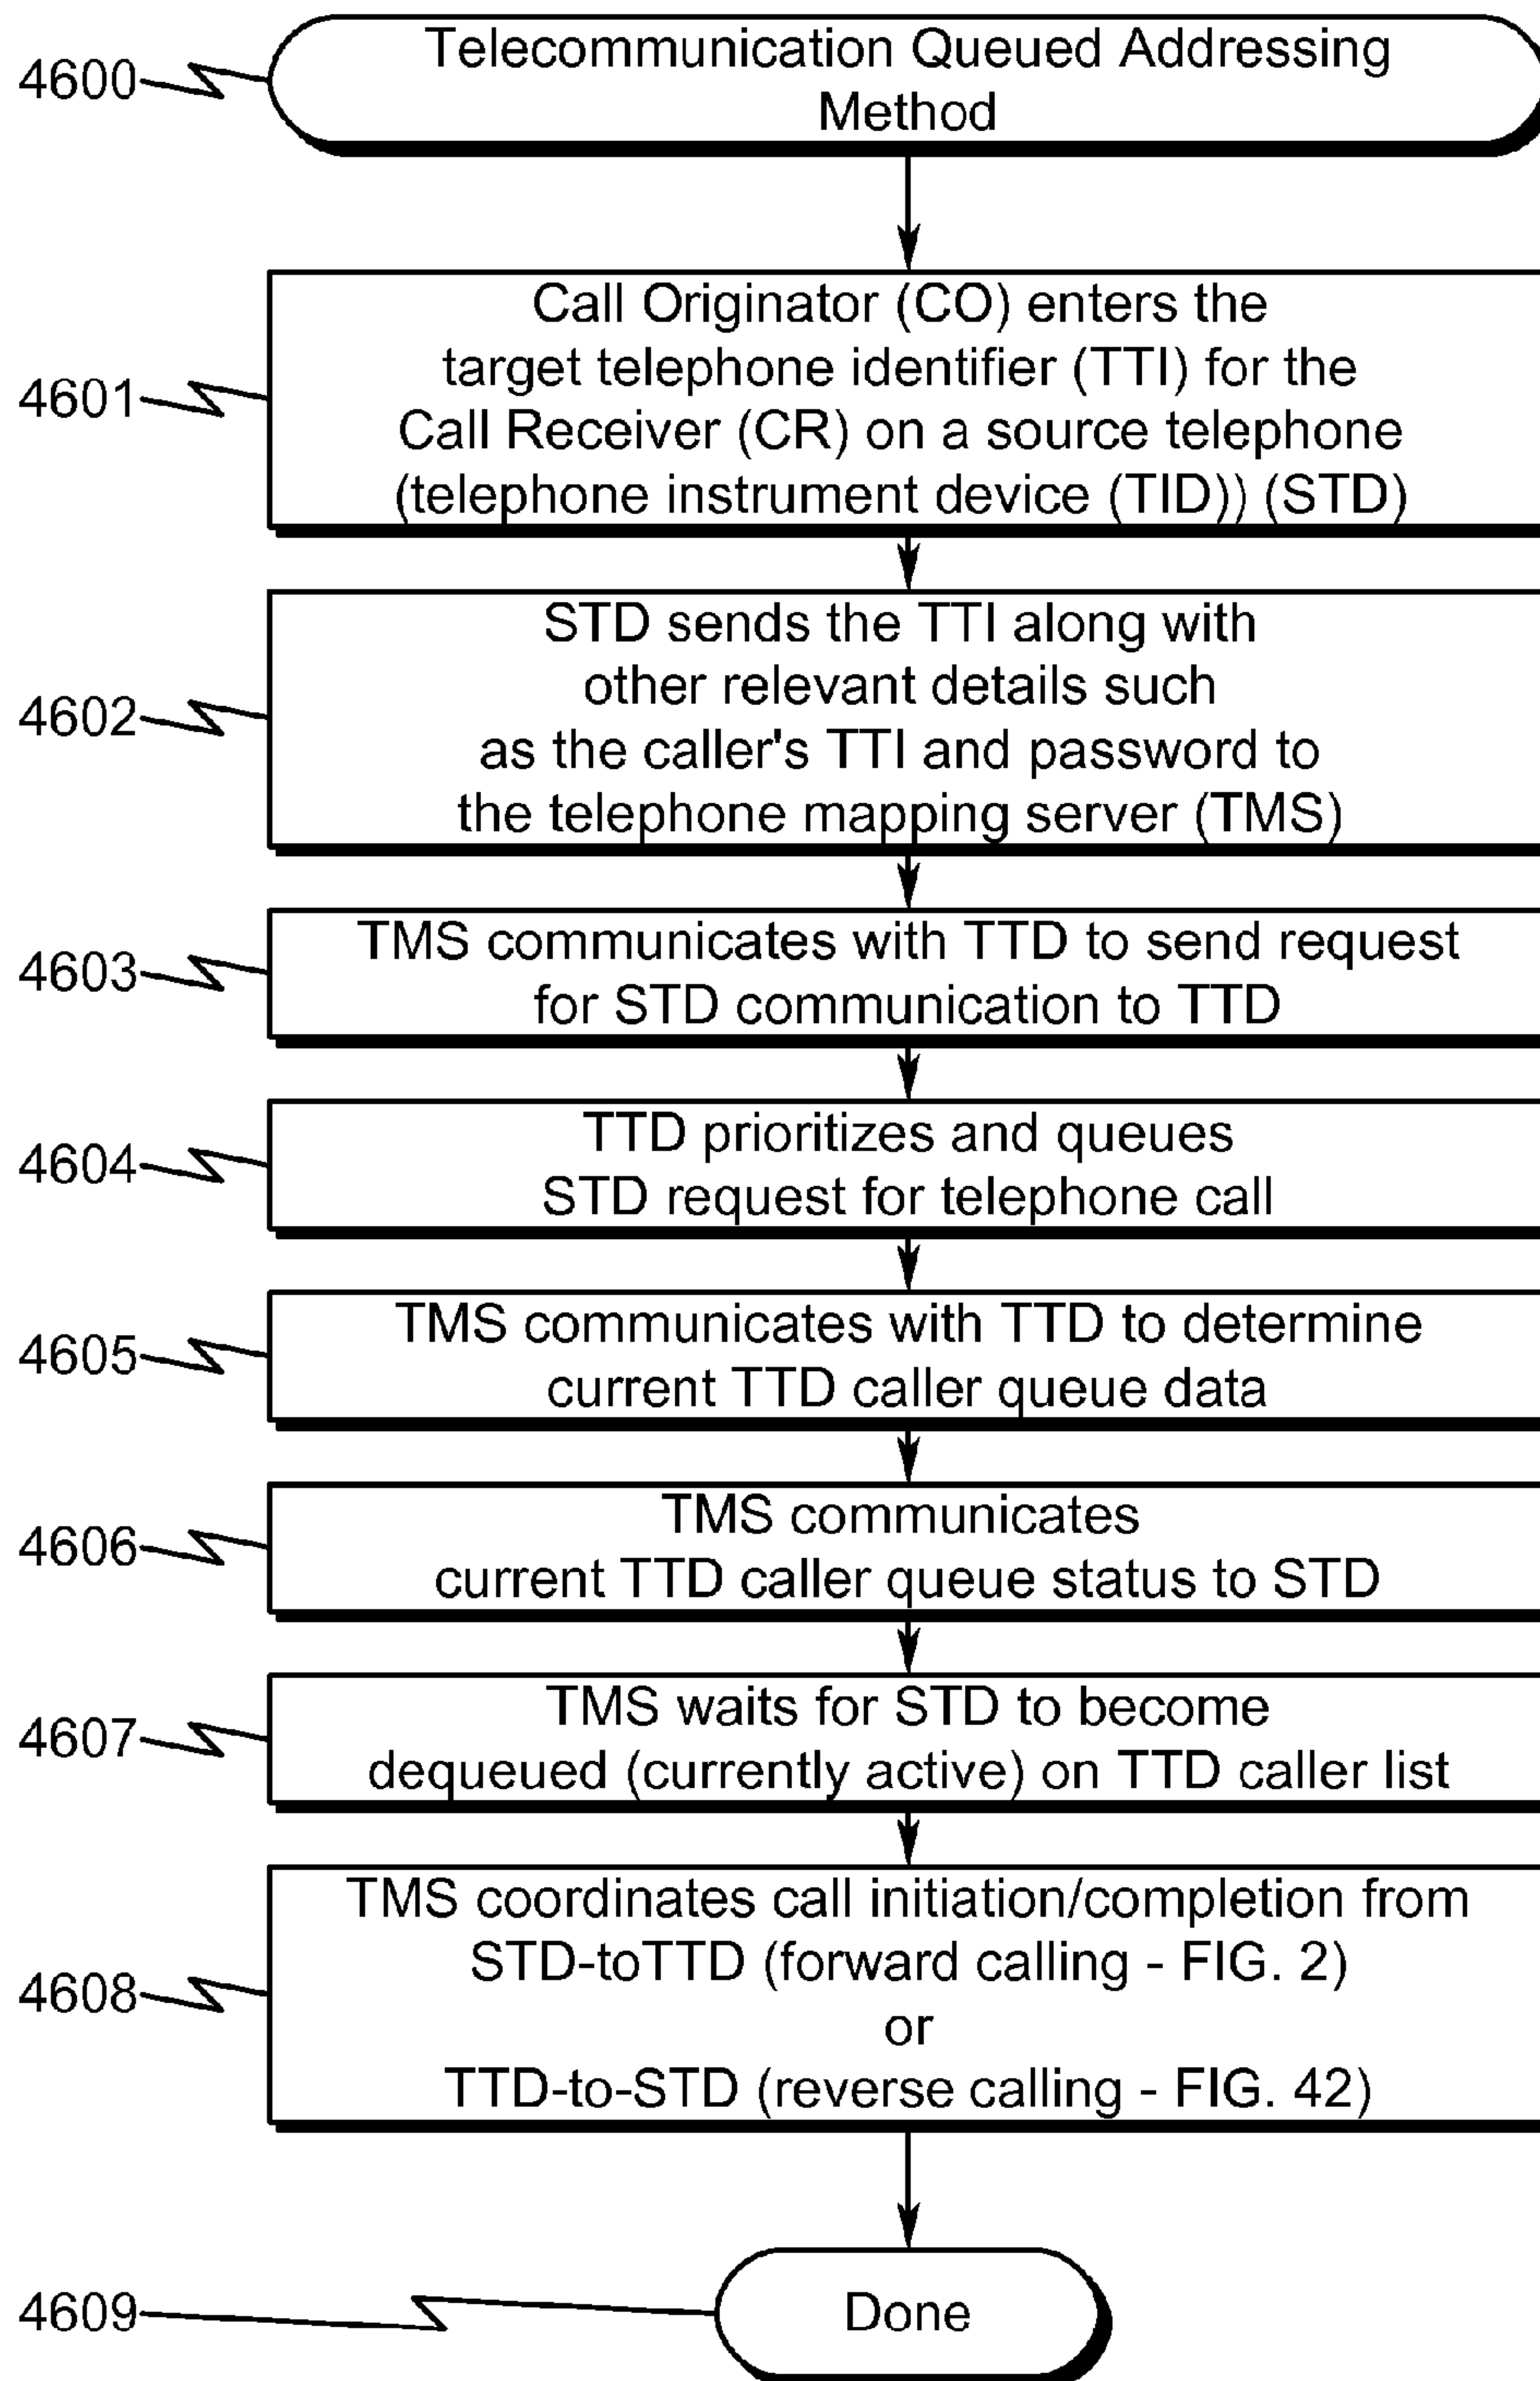 Telecommunication Queued Addressing
Method
4600
Call Originator (CO) enters the
target telephone identifier (TTI) for the
Call Receiver (CR) on a source telephone
(telephone instrument device (TID)) (STD)
4601
STD sends the TTI along with
other relevant details such
as the caller's TTI and password to
the telephone mapping server (TMS)
4602
TMS communicates with TTD to send request
for STD communication to TTD
4603
TTD prioritizes and queues
STD request for telephone call
4604
TMS communicates with TTD to determine
current TTD caller queue data
4605
TMS communicates
current TTD caller queue status to STD
4606
TMS waits for STD to become
dequeued (currently active) on TTD caller list
4607
TMS coordinates call initiation/completion from
STD-toTTD (forward calling - FIG. 2)
or
TTD-to-STD (reverse calling - FIG. 42)
4608
Done
4609